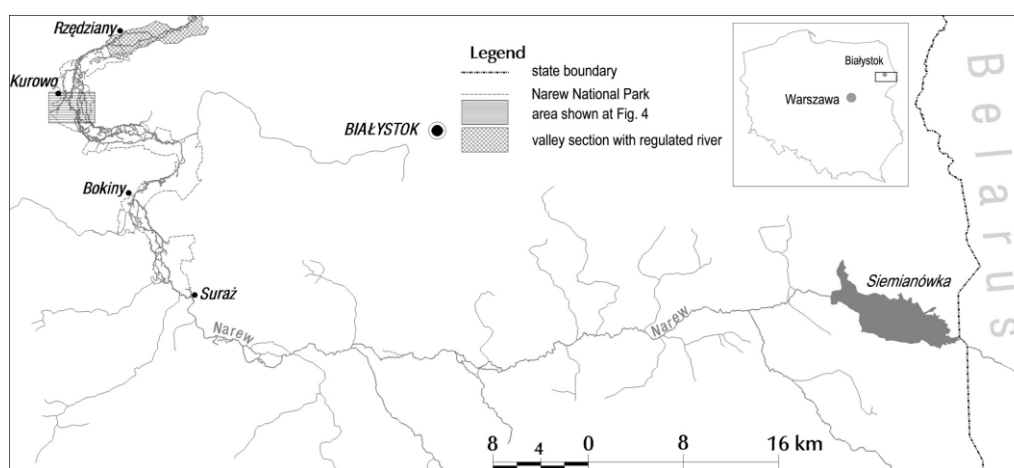 Rzędziany
Kurowo
Bokiny
Suraż
BIAŁYSTOK
Legend
state boundary
Narew National Park
area shown at Fig. 4
valley section with regulated river
Białystok
Warszawa
Belarus
Siemianówka
Narew
Narew
8 4 0 8 16 km